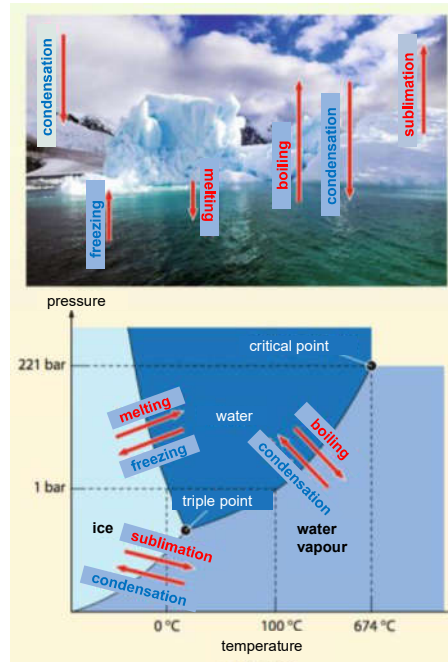 condensation
sublimation
boiling
condensation
melting
freezing
pressure
critical point
221 bar
melting
water
boiling
freezing
condensation
1 bar
triple point
ice
water
vapour
sublimation
condensation
0 °C
100 °C
674 °C
temperature